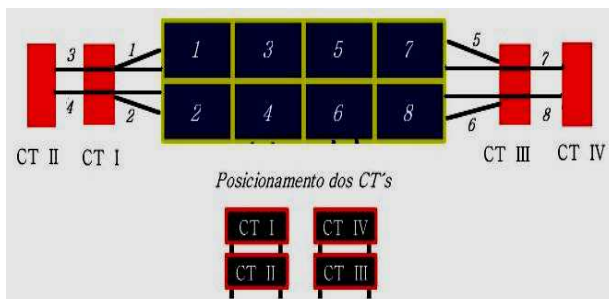 3 1 1 3 5 7 5 7
4 2 2 4 6 8 6 8
CT II CT I CT III CT IV
Posicionamento dos CT's
CT I CT IV
CT II CT III